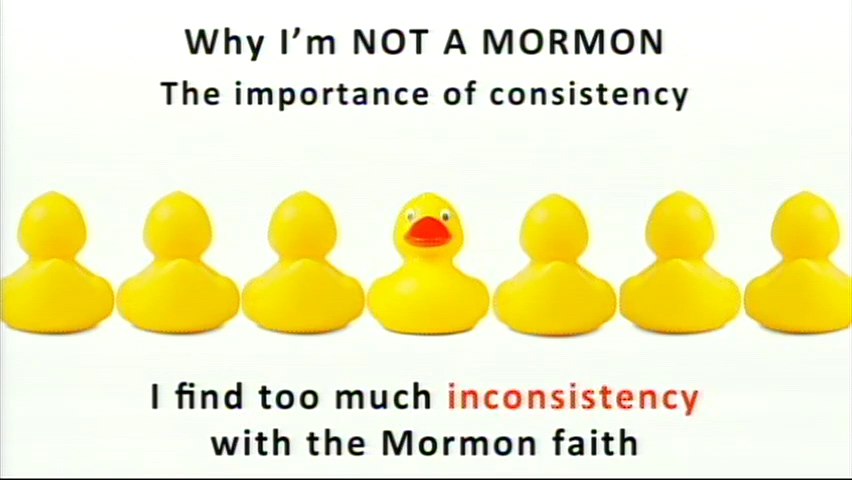 Why I'm NOT A MORMON
The importance of consistency
I find too much inconsistency
with the Mormon faith